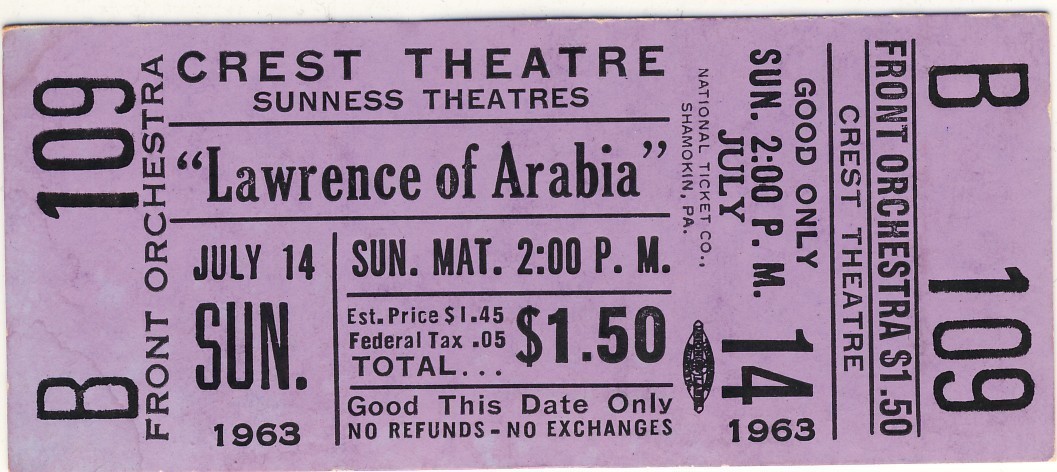 B 109
FRONT ORCHESTRA
CREST THEATRE
SUNNESS THEATRES
"Lawrence of Arabia"
JULY 14
SUN.
1963
SUN. MAT. 2:00 P. M.
Est. Price $1.45
Federal Tax .05
TOTAL... $1.50
Good This Date Only
NO REFUNDS - NO EXCHANGES
NATIONAL TICKET CO.,
SHAMOKIN, PA.
GOOD ONLY
SUN. 2:00 P. M.
JULY
14
1963
CREST THEATRE
FRONT ORCHESTRA $1.50
B 109